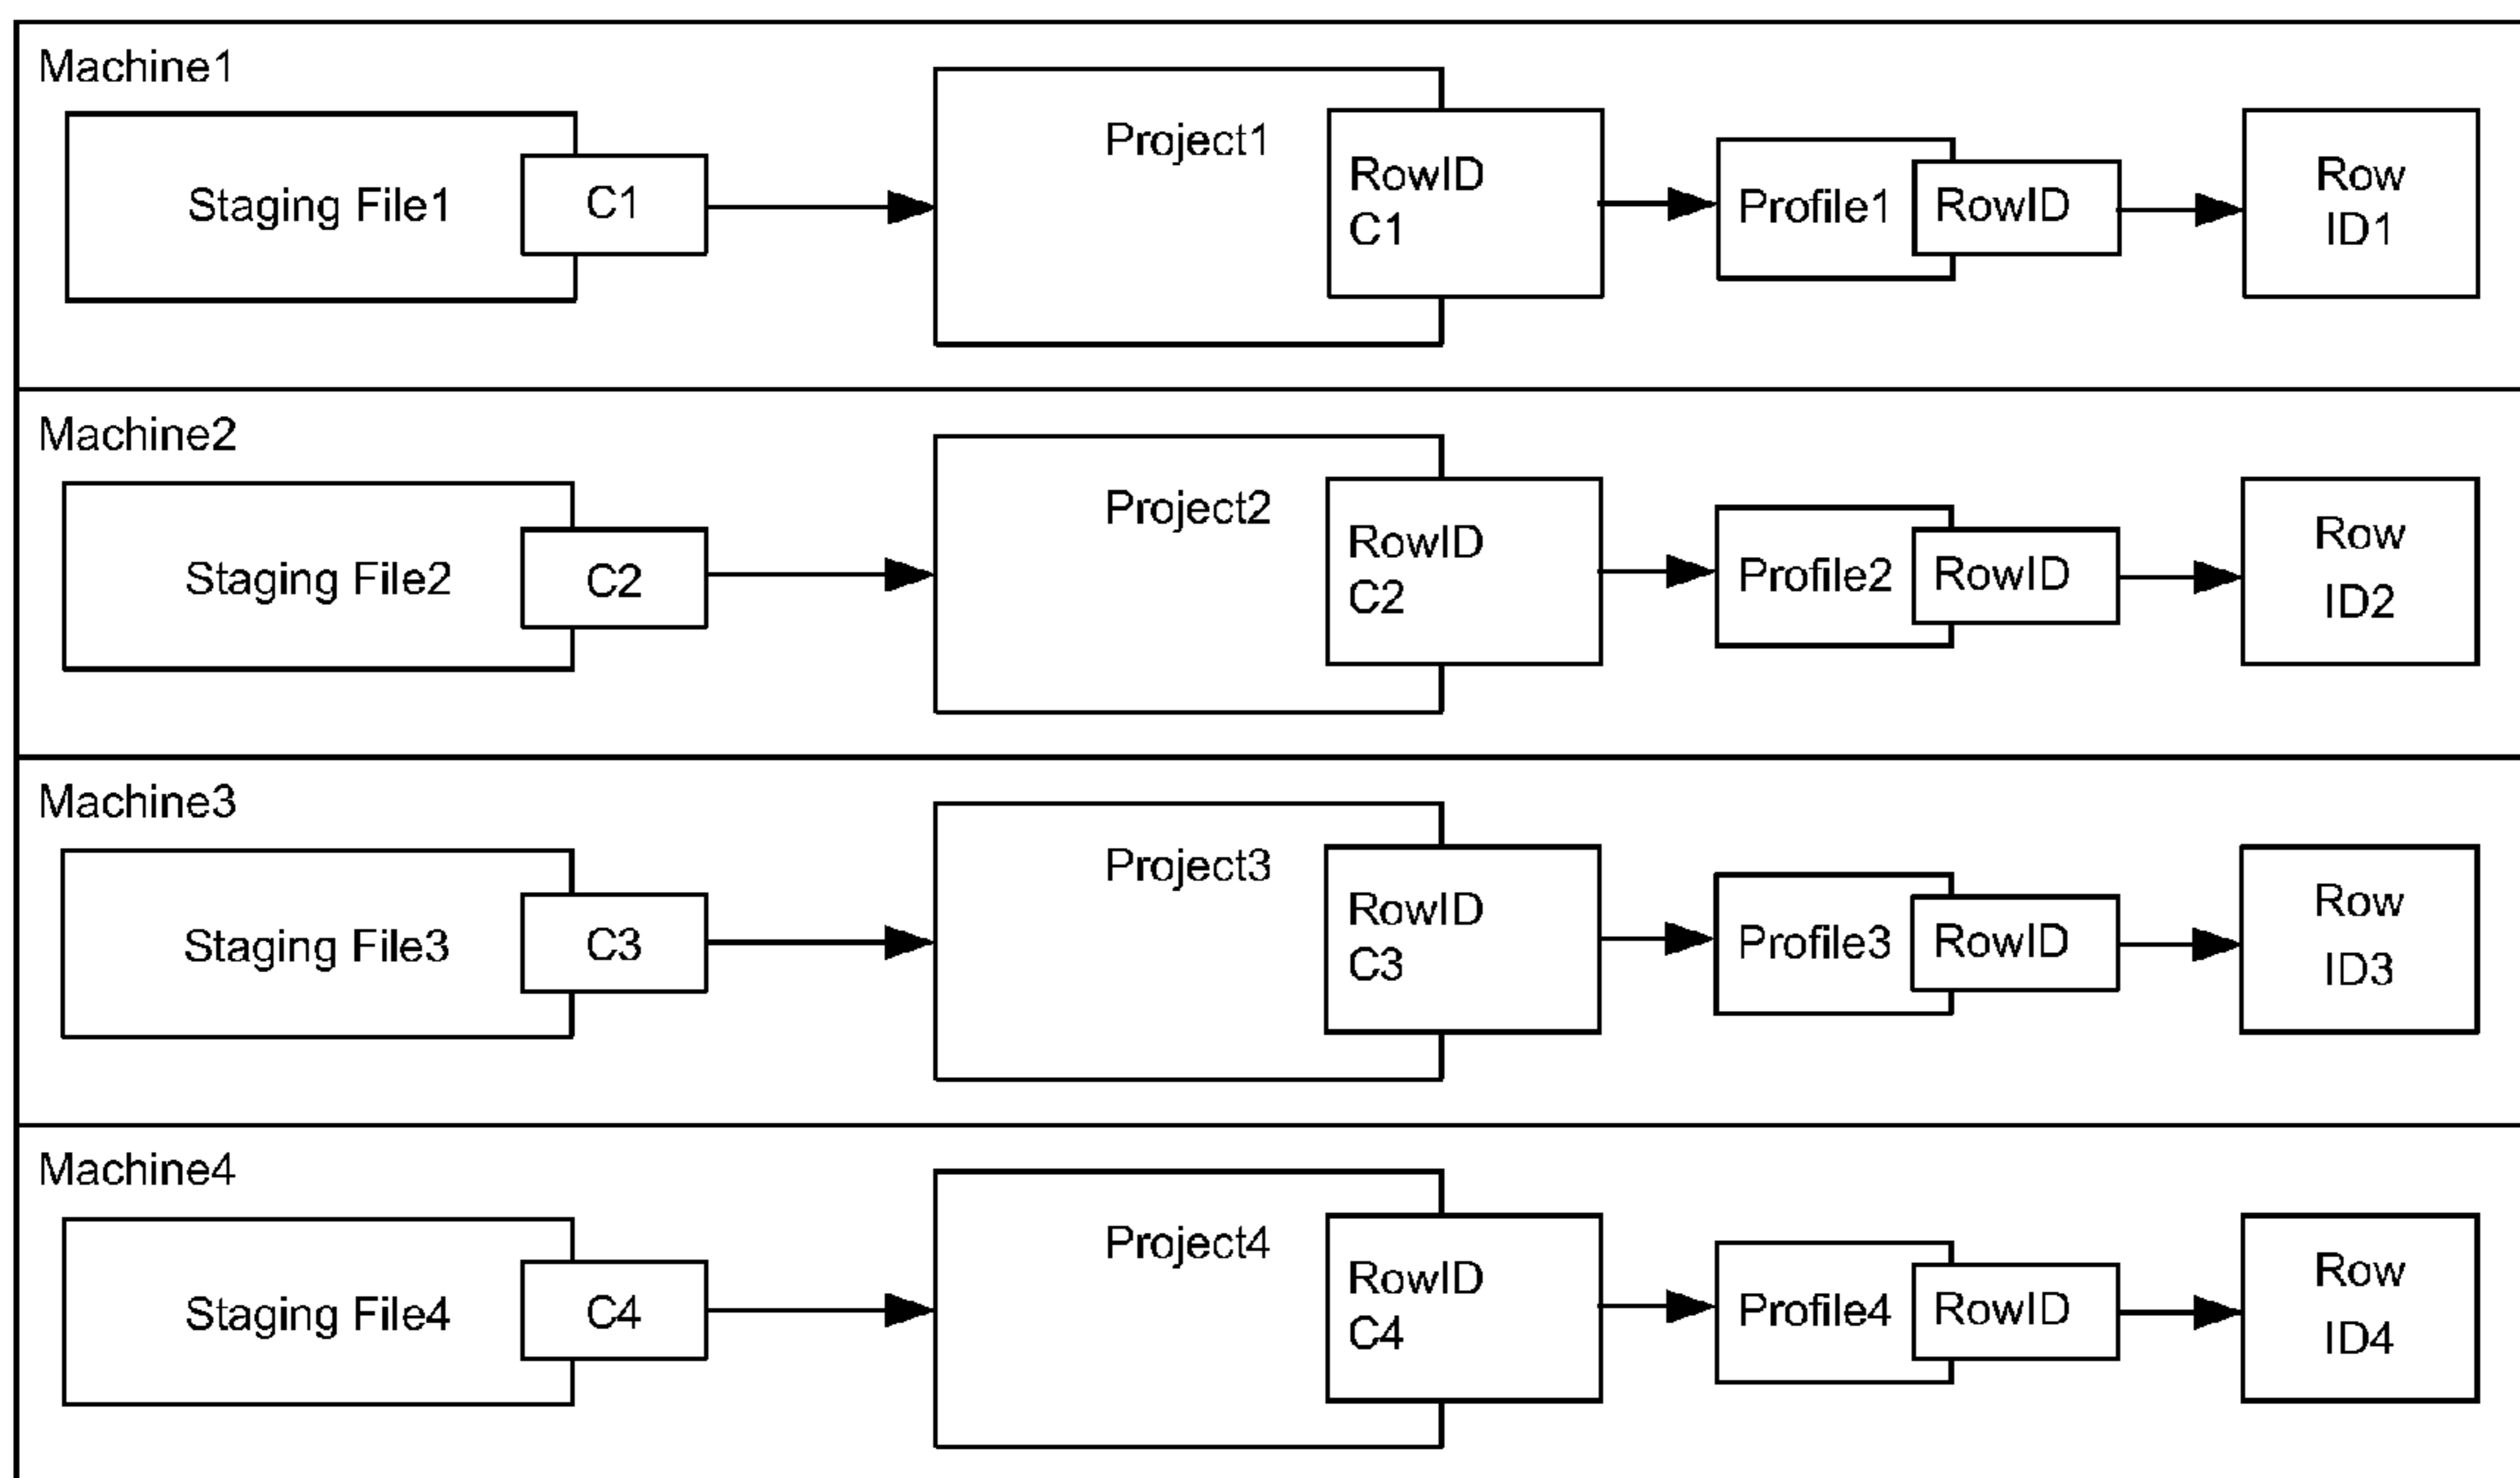 Machine1
Staging File1
C1
Project1
RowID
C1
Profile1
RowID
Row
ID1
Machine2
Staging File2
C2
Project2
RowID
C2
Profile2
RowID
Row
ID2
Machine3
Staging File3
C3
Project3
RowID
C3
Profile3
RowID
Row
ID3
Machine4
Staging File4
C4
Project4
RowID
C4
Profile4
RowID
Row
ID4